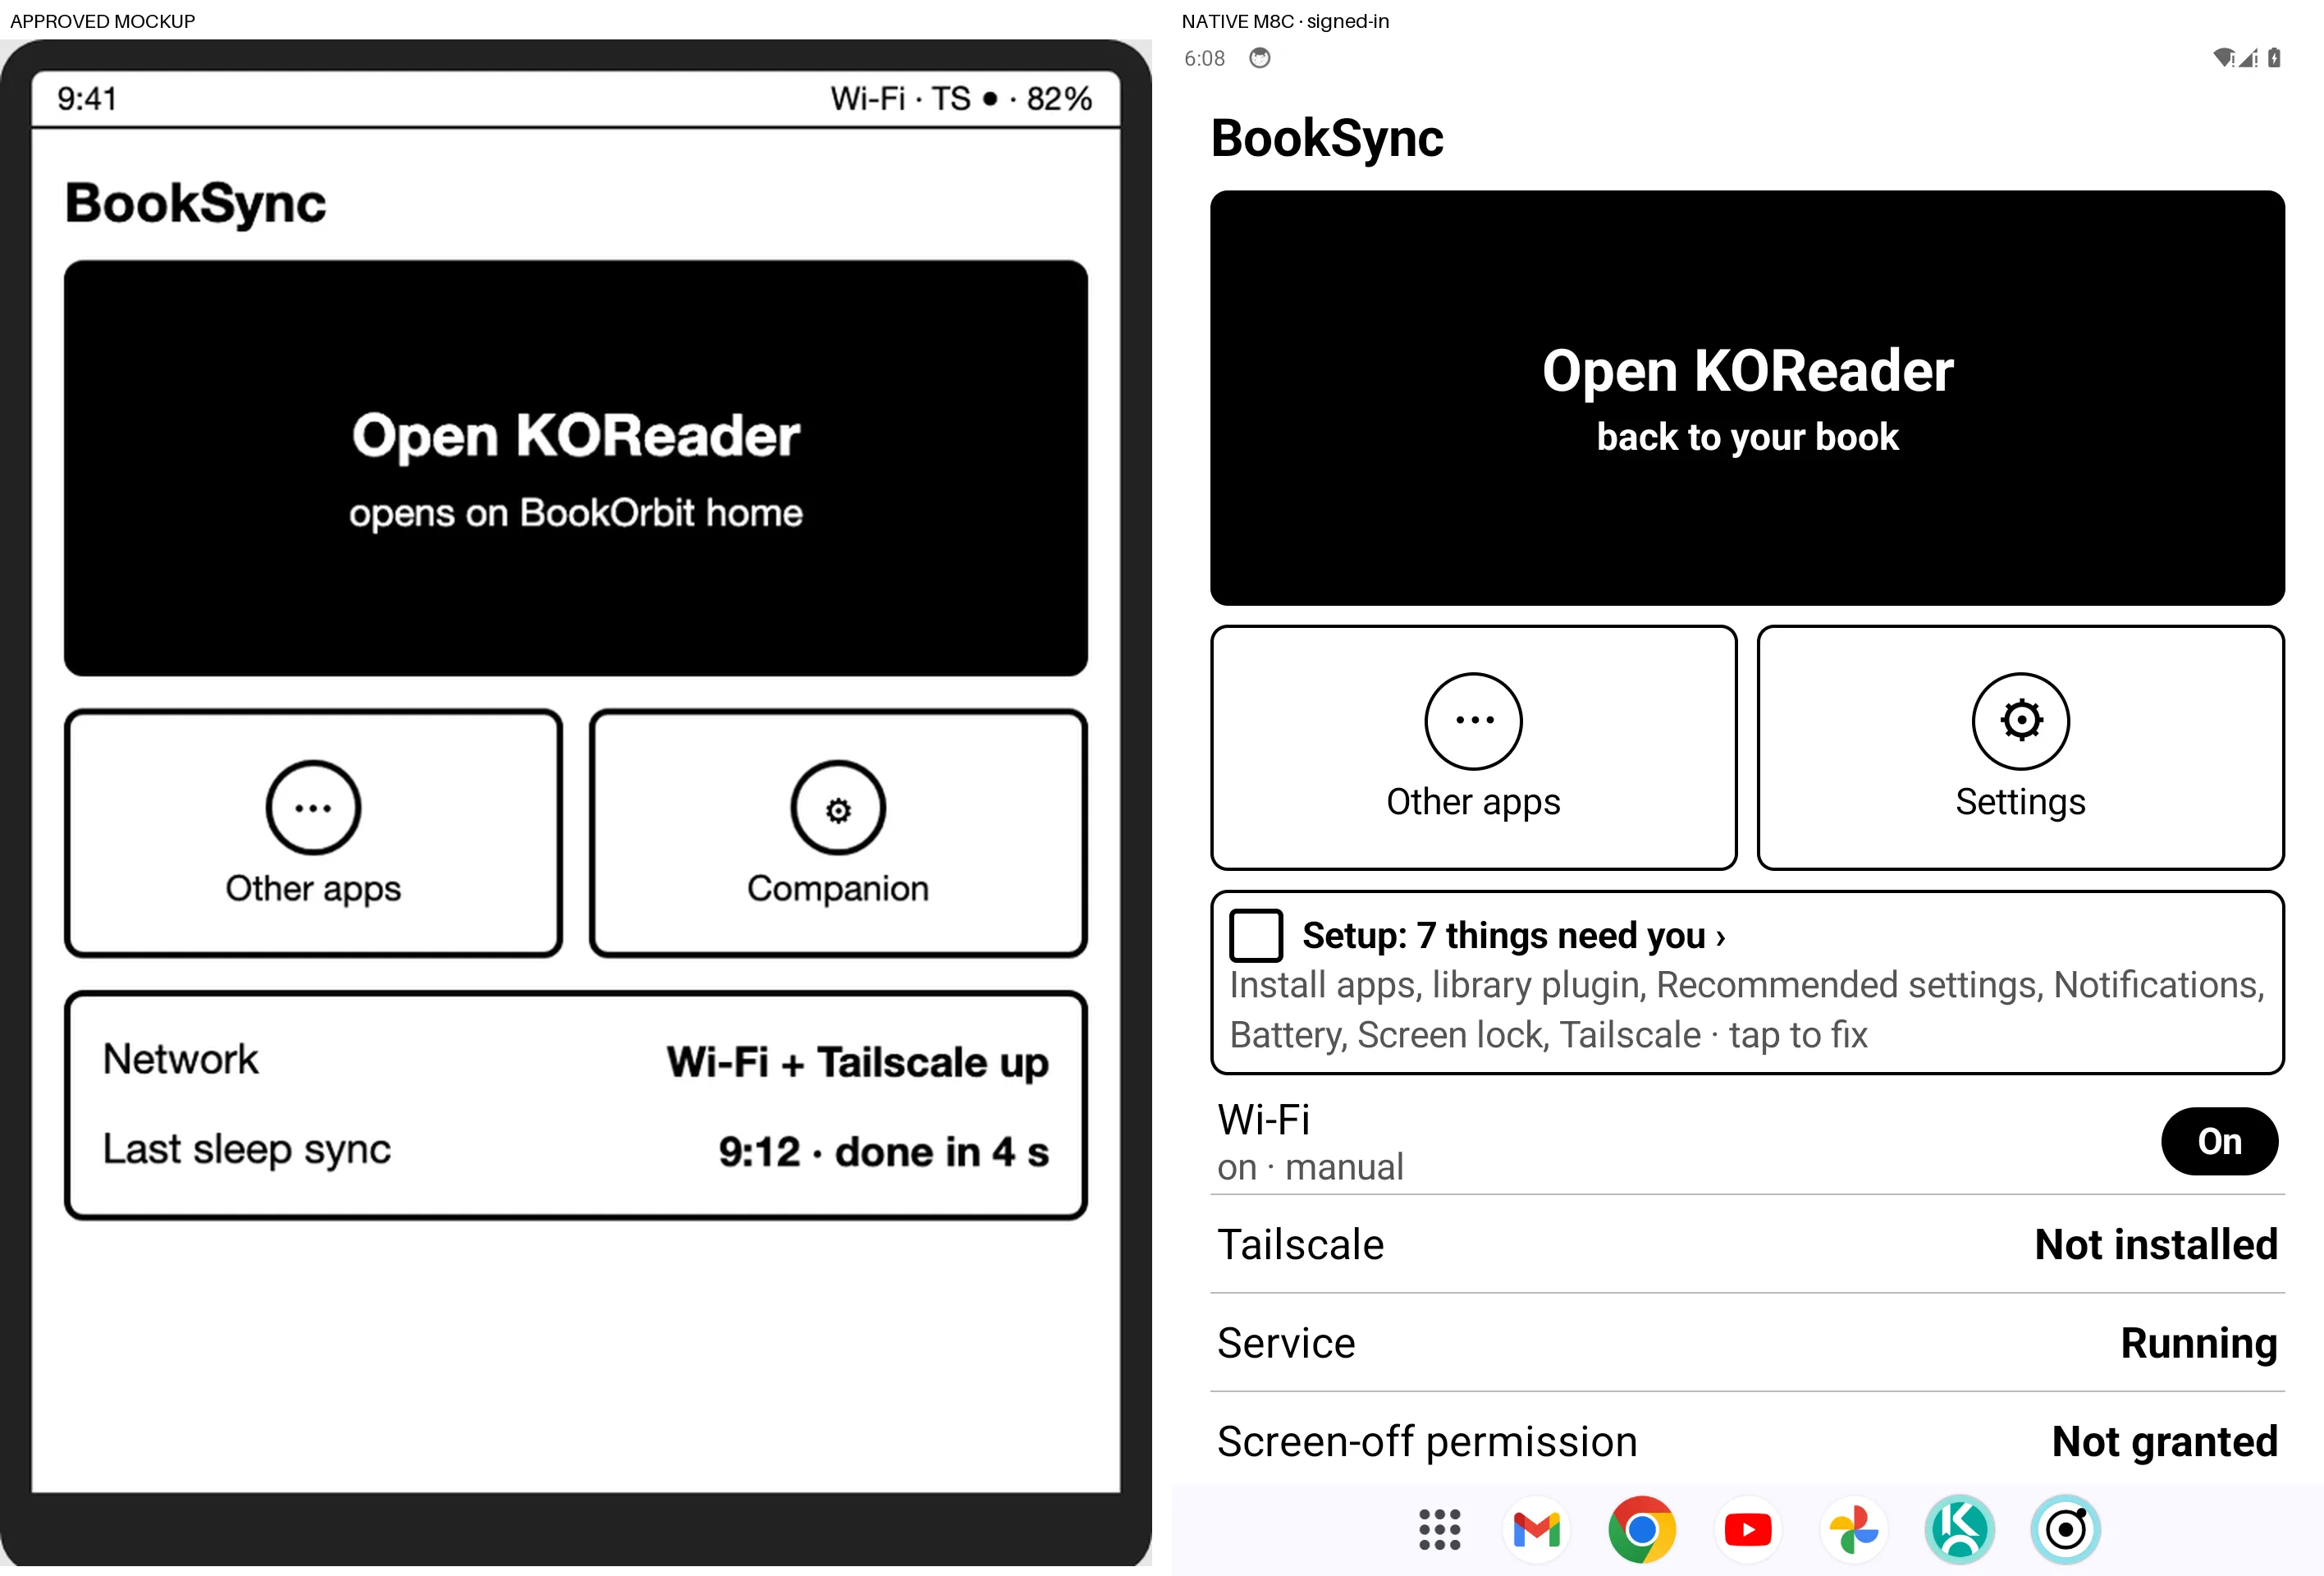 APPROVED MOCKUP
9:41
Wi-Fi · TS ● · 82%
BookSync
Open KOReader
opens on BookOrbit home
Other apps
Companion
Network
Wi-Fi + Tailscale up
Last sleep sync
9:12 · done in 4 s
NATIVE M8C · signed-in
6:08
BookSync
Open KOReader
back to your book
Other apps
Settings
Setup: 7 things need you ›
Install apps, library plugin, Recommended settings, Notifications,
Battery, Screen lock, Tailscale · tap to fix
Wi-Fi
on · manual
On
Tailscale
Not installed
Service
Running
Screen-off permission
Not granted